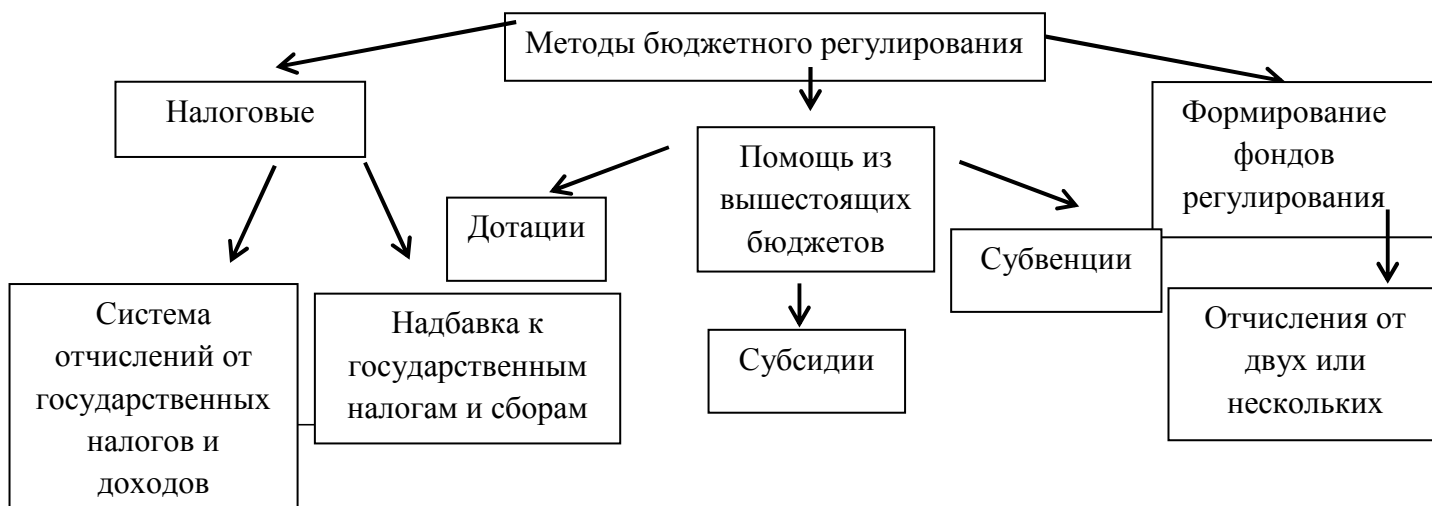 Методы бюджетного регулирования
Налоговые
Помощь из
вышестоящих
бюджетов
Формирование
фондов
регулирования
Дотации
Субвенции
Система
отчислений от
государственных
налогов и
доходов
Надбавка к
государственным
налогам и сборам
Субсидии
Отчисления от
двух или
нескольких